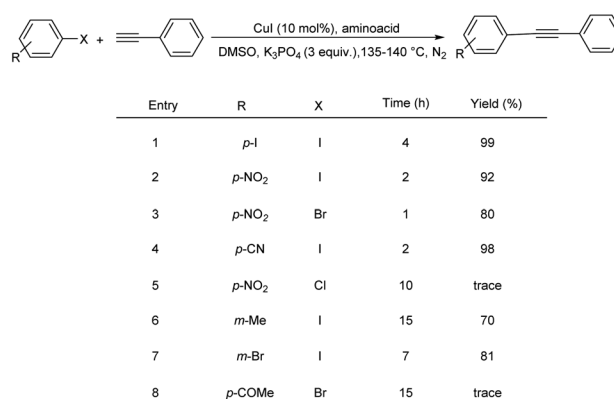 R X + CuI (10 mol%), aminoacid
DMSO, K3PO4 (3 equiv.),135-140 °C, N2
R
Entry R X Time (h) Yield (%)
1 p-I I 4 99
2 p-NO2 I 2 92
3 p-NO2 Br 1 80
4 p-CN I 2 98
5 p-NO2 Cl 10 trace
6 m-Me I 15 70
7 m-Br I 7 81
8 p-COMe Br 15 trace